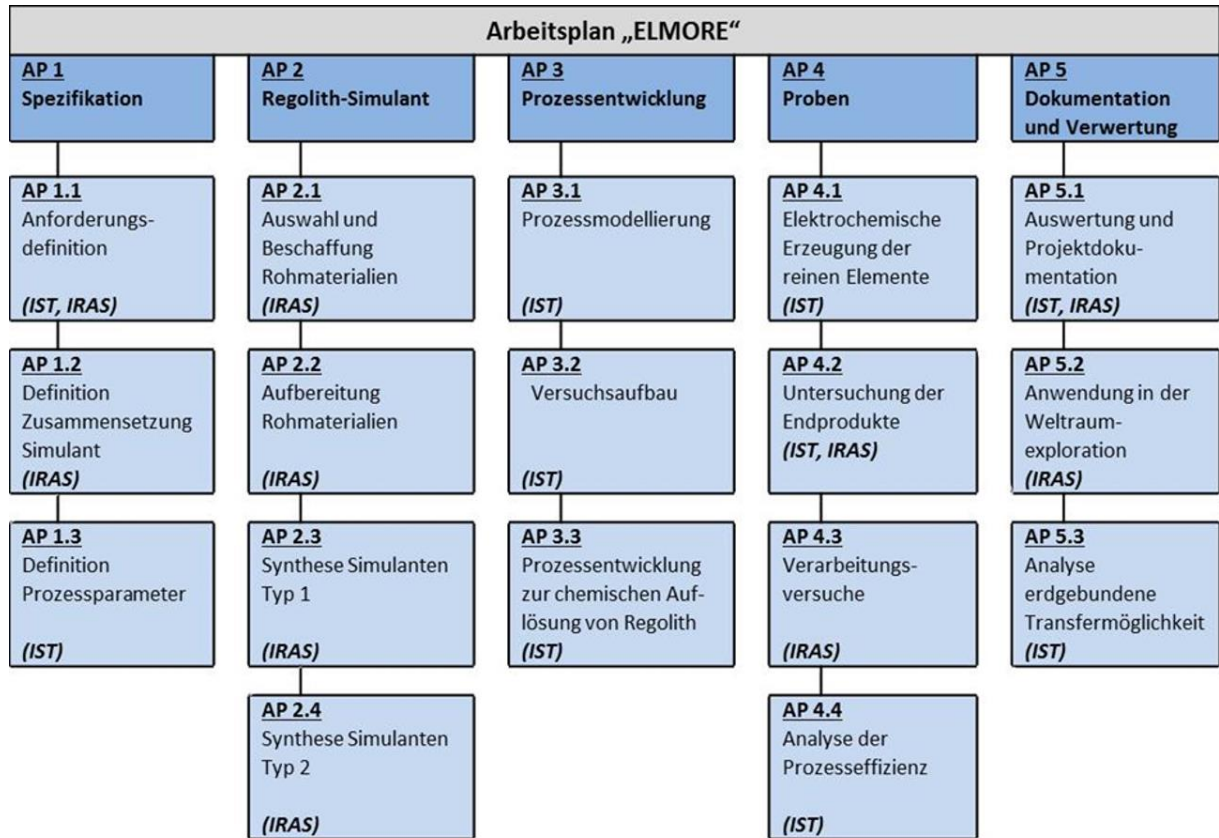 Arbeitsplan „ELMORE“
AP 1
Spezifikation
AP 1.1
Anforderungs-
definition
(IST, IRAS)
AP 1.2
Definition
Zusammensetzung
Simulant
(IRAS)
AP 1.3
Definition
Prozessparameter
(IST)
AP 2
Regolith-Simulant
AP 2.1
Auswahl und
Beschaffung
Rohmaterialien
(IRAS)
AP 2.2
Aufbereitung
Rohmaterialien
(IRAS)
AP 2.3
Synthese Simulanten
Typ 1
(IRAS)
AP 2.4
Synthese Simulanten
Typ 2
(IRAS)
AP 3
Prozessentwicklung
AP 3.1
Prozessmodellierung
(IST)
AP 3.2
Versuchsaufbau
(IST)
AP 3.3
Prozessentwicklung
zur chemischen Auf-
lösung von Regolith
(IST)
AP 4
Proben
AP 4.1
Elektrochemische
Erzeugung der
reinen Elemente
(IST)
AP 4.2
Untersuchung der
Endprodukte
(IST, IRAS)
AP 4.3
Verarbeitungs-
versuche
(IRAS)
AP 4.4
Analyse der
Prozesseffizienz
(IST)
AP 5
Dokumentation
und Verwertung
AP 5.1
Auswertung und
Projektdoku-
mentation
(IST, IRAS)
AP 5.2
Anwendung in der
Weltraum-
exploration
(IRAS)
AP 5.3
Analyse
erdgebundene
Transfermöglichkeit
(IST)